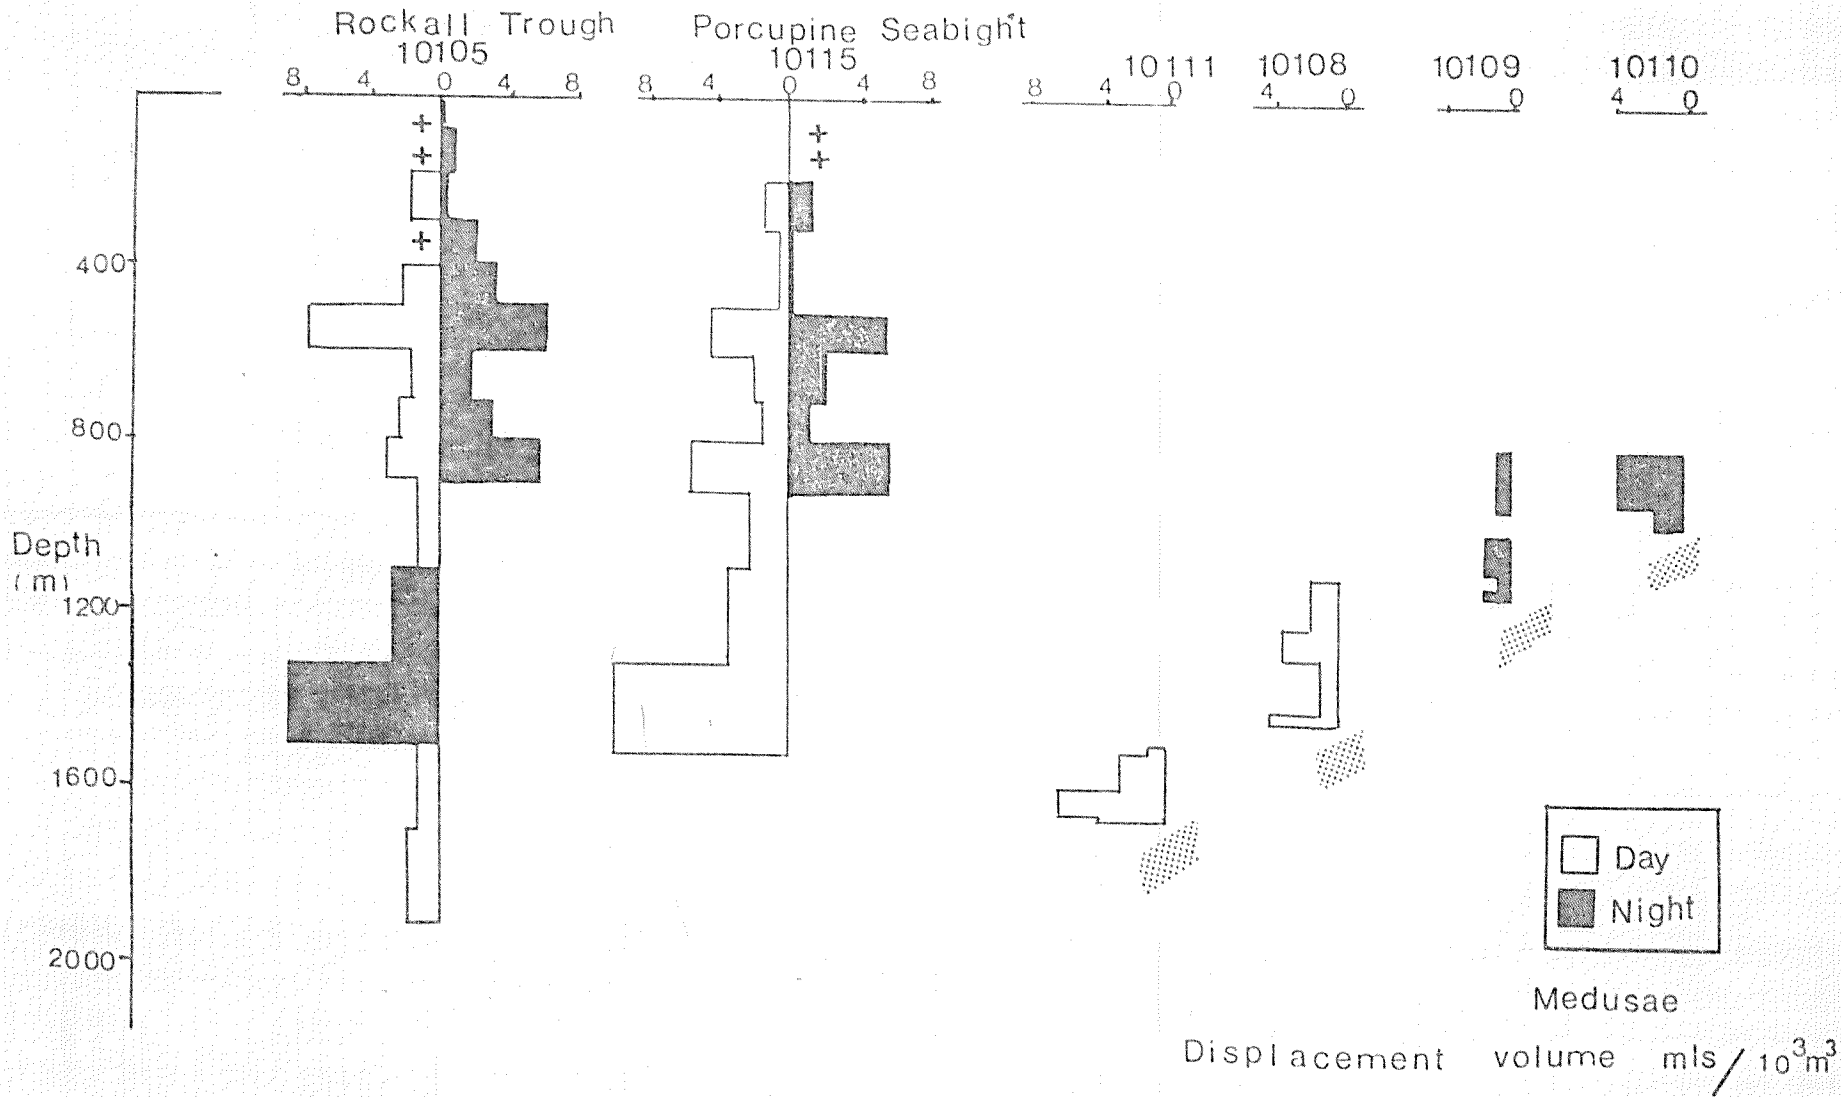 Rockall Trough
Porcupine Seabight
10105
10115
10111
10108
10109
10110
8 4 0 4 8
8 4 0 4 8
8 4 0
4 0
0
4 0
+
+
+
+
+
400
800
Depth
(m)
1200
1600
2000
Day
Night
Medusae
Displacement volume mls/10³m³